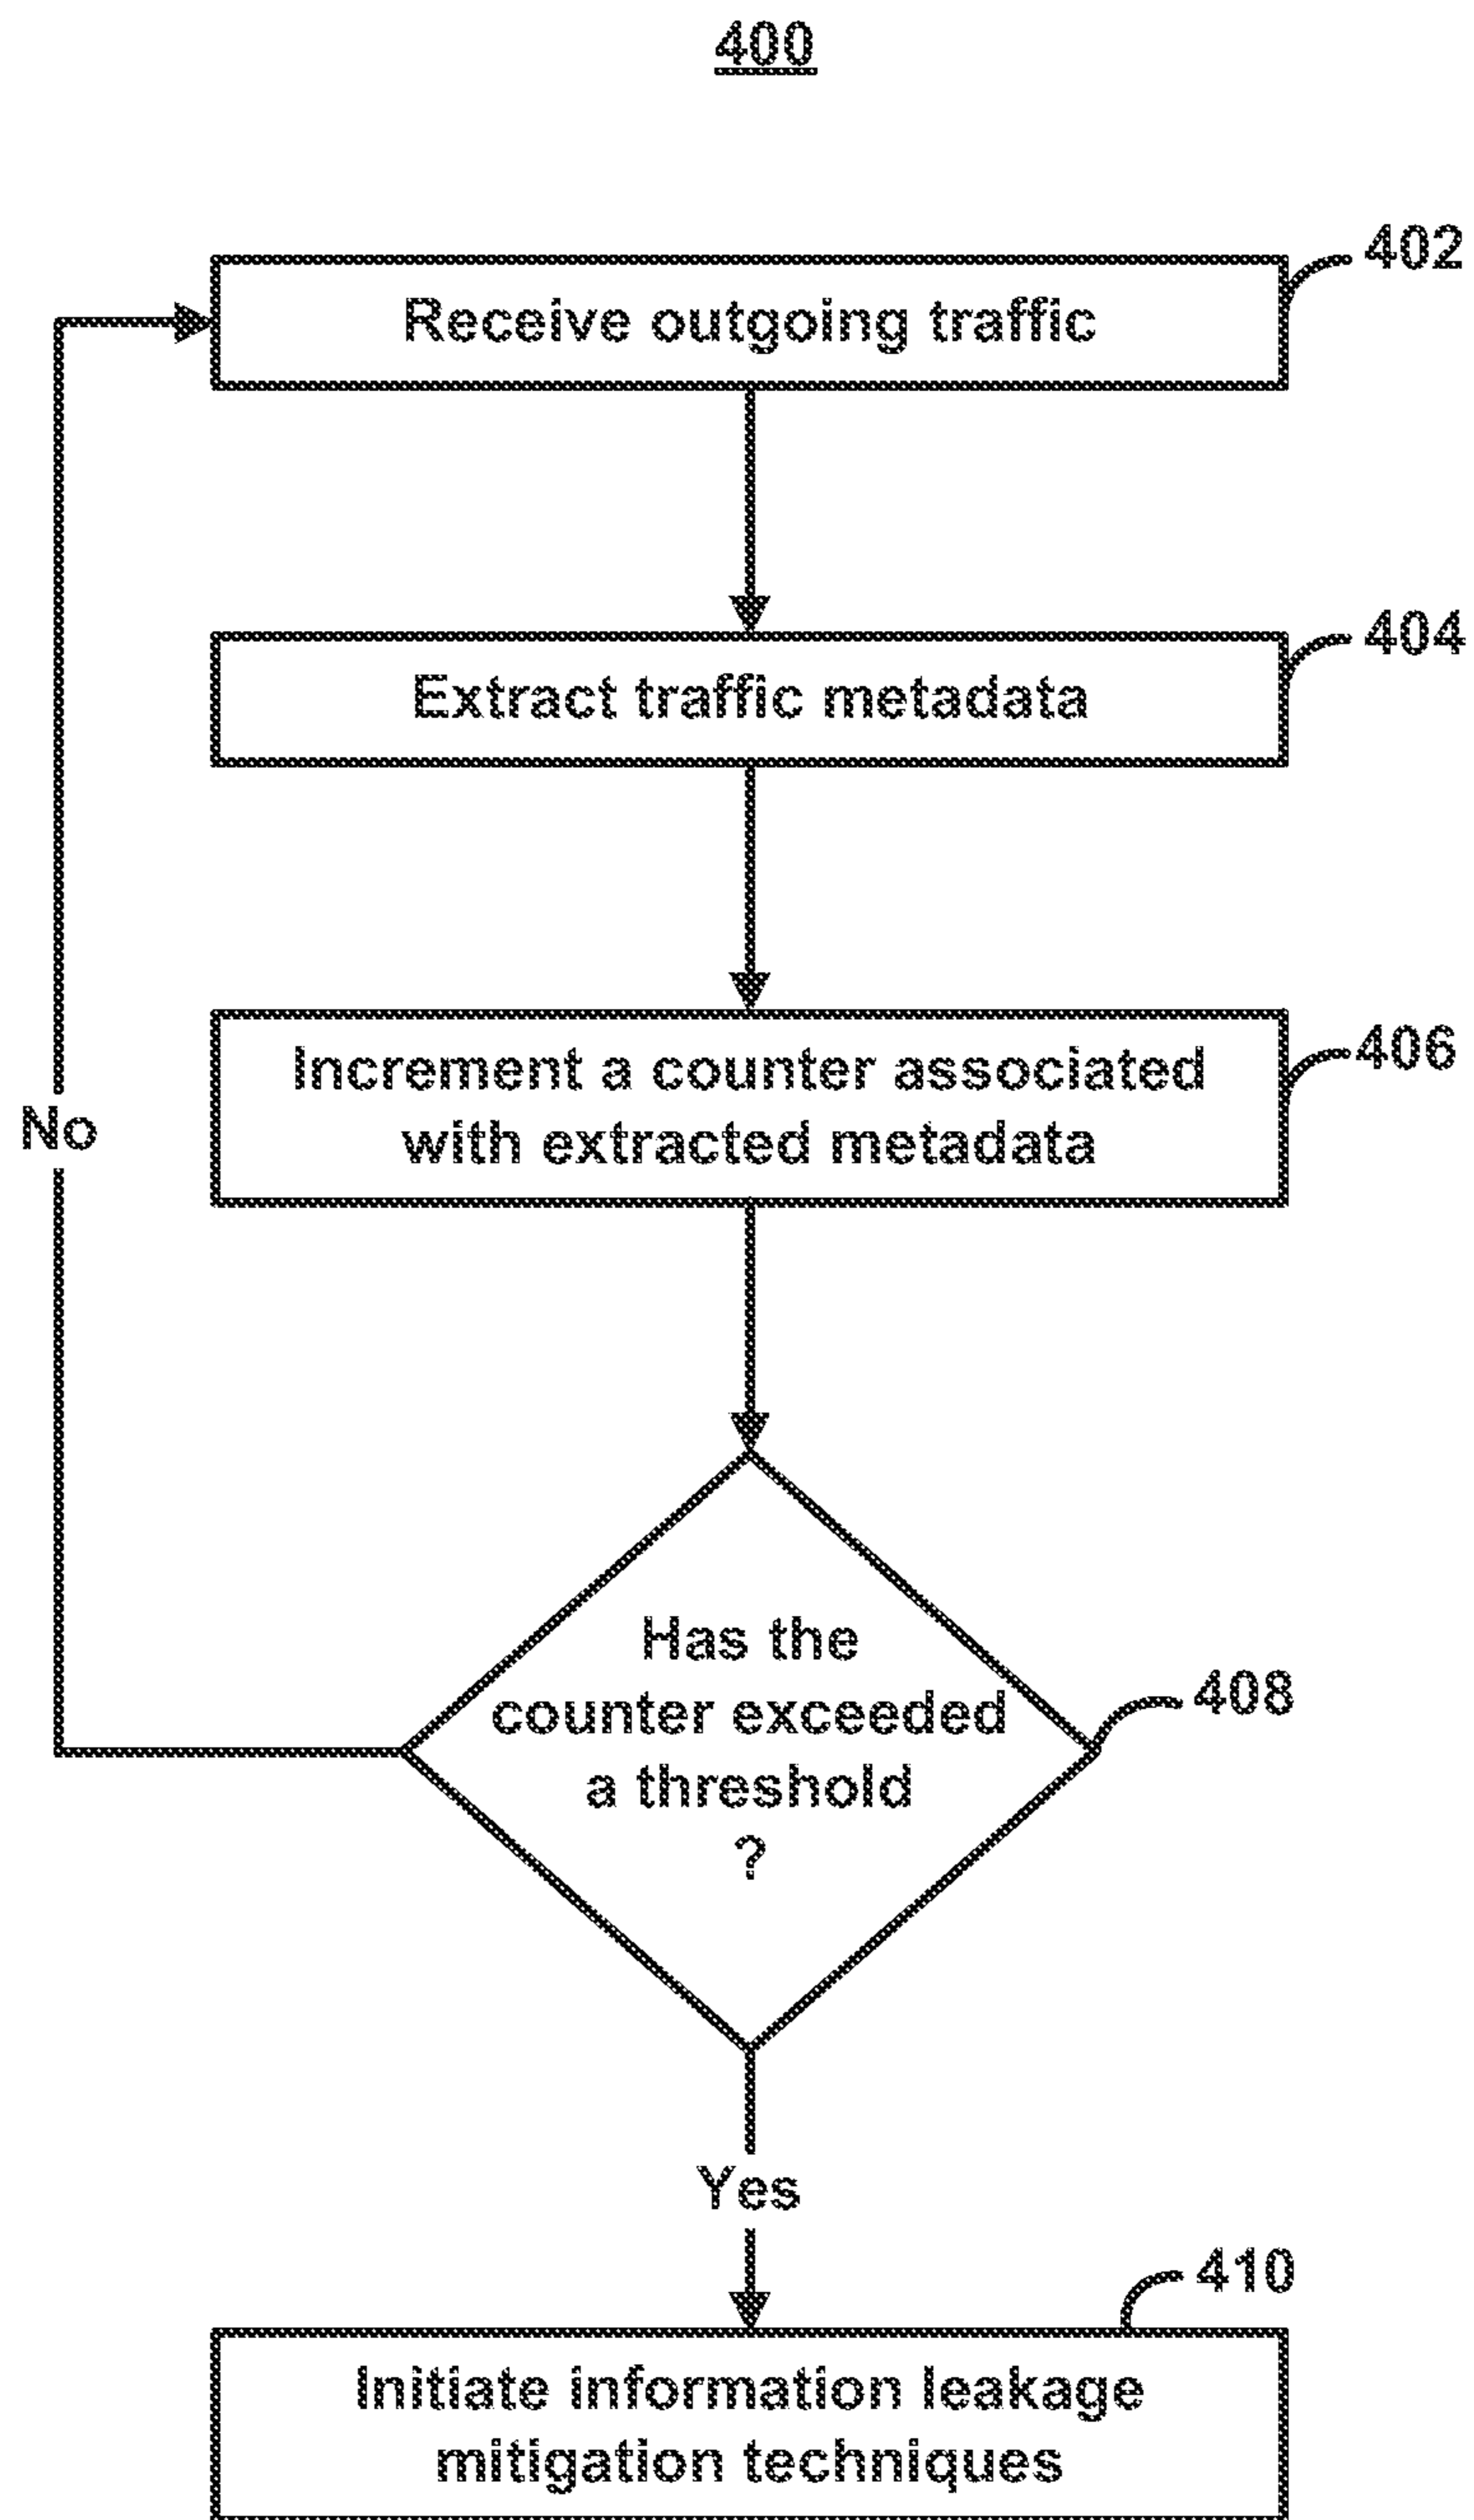 400
402
Receive outgoing traffic
404
Extract traffic metadata
406
Increment a counter associated
with extracted metadata
No
Has the
counter exceeded
a threshold
?
408
Yes
410
Initiate information leakage
mitigation techniques